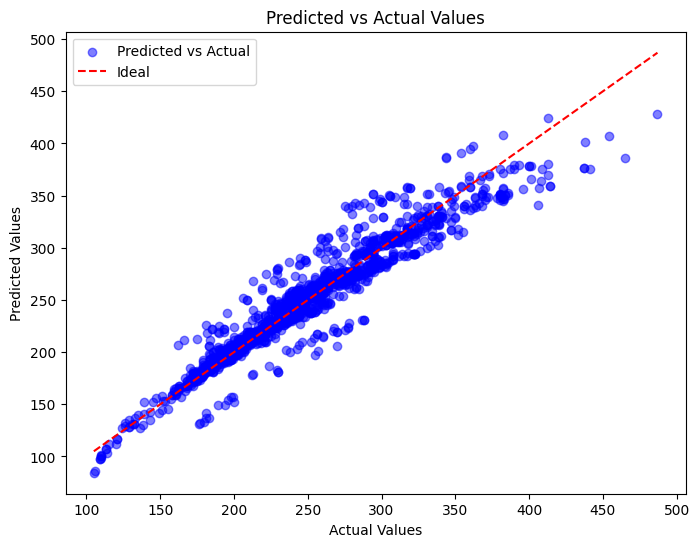 Predicted vs Actual Values
Predicted vs Actual
Ideal
500
450
400
350
300
250
200
150
100
Predicted Values
100 150 200 250 300 350 400 450 500
Actual Values